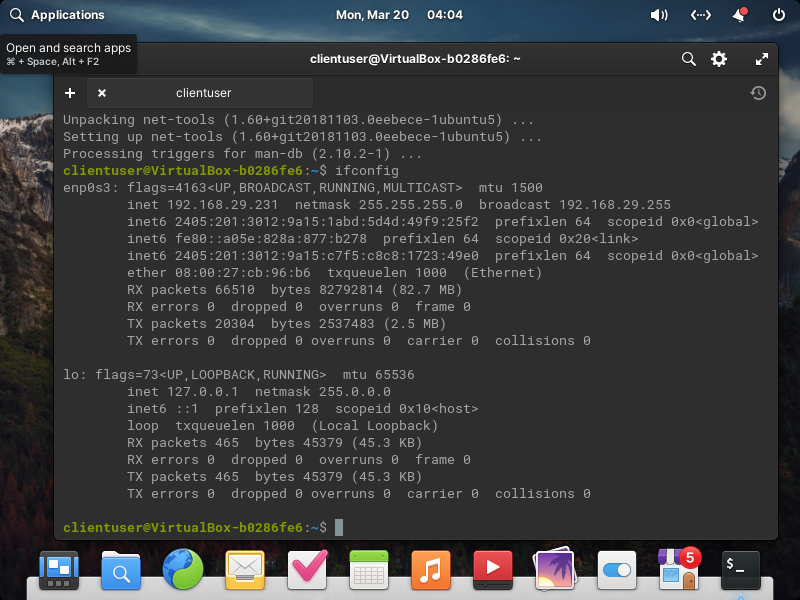 Applications
Mon, Mar 20 04:04
Open and search apps
⌘ + Space, Alt + F2
clientuser@VirtualBox-b0286fe6: ~
clientuser
Unpacking net-tools (1.60+git20181103.0eebece-1ubuntu5) ...
Setting up net-tools (1.60+git20181103.0eebece-1ubuntu5) ...
Processing triggers for man-db (2.10.2-1) ...
clientuser@VirtualBox-b0286fe6:~$ ifconfig
enp0s3: flags=4163<UP,BROADCAST,RUNNING,MULTICAST>  mtu 1500
        inet 192.168.29.231  netmask 255.255.255.0  broadcast 192.168.29.255
        inet6 2405:201:3012:9a15:1abd:5d4d:49f9:25f2  prefixlen 64  scopeid 0x0<global>
        inet6 fe80::a05e:828a:877:b278  prefixlen 64  scopeid 0x20<link>
        inet6 2405:201:3012:9a15:c7f5:c8c8:1723:49e0  prefixlen 64  scopeid 0x0<global>
        ether 08:00:27:cb:96:b6  txqueuelen 1000  (Ethernet)
        RX packets 66510  bytes 82792814 (82.7 MB)
        RX errors 0  dropped 0  overruns 0  frame 0
        TX packets 20304  bytes 2537483 (2.5 MB)
        TX errors 0  dropped 0 overruns 0  carrier 0  collisions 0
lo: flags=73<UP,LOOPBACK,RUNNING>  mtu 65536
        inet 127.0.0.1  netmask 255.0.0.0
        inet6 ::1  prefixlen 128  scopeid 0x10<host>
        loop  txqueuelen 1000  (Local Loopback)
        RX packets 465  bytes 45379 (45.3 KB)
        RX errors 0  dropped 0  overruns 0  frame 0
        TX packets 465  bytes 45379 (45.3 KB)
        TX errors 0  dropped 0 overruns 0  carrier 0  collisions 0
clientuser@VirtualBox-b0286fe6:~$
5
$_